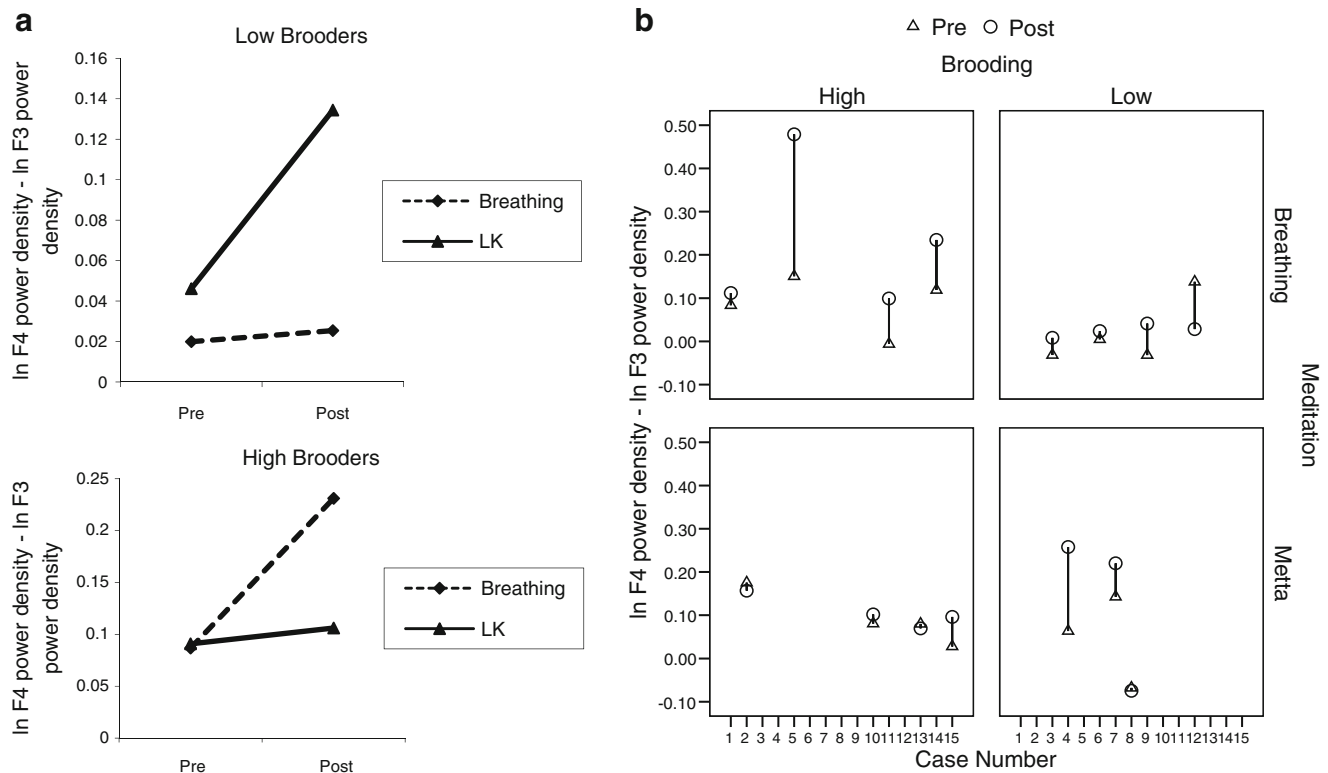 a
Low Brooders
0.16
0.14
0.12
0.1
0.08
0.06
0.04
0.02
0
ln F4 power density - ln F3 power
density
Pre Post
Breathing
LK
High Brooders
0.25
0.2
0.15
0.1
0.05
0
ln F4 power density - ln F3
power density
Pre Post
Breathing
LK
b
Pre Post
Brooding
High Low
0.50
0.40
0.30
0.20
0.10
0.00
-0.10
0.50
0.40
0.30
0.20
0.10
0.00
-0.10
ln F4 power density - ln F3 power density
Breathing
Metta
Meditation
1 2 3 4 5 6 7 8 9 10 11 12 13 14 15
1 2 3 4 5 6 7 8 9 10 11 12 13 14 15
Case Number